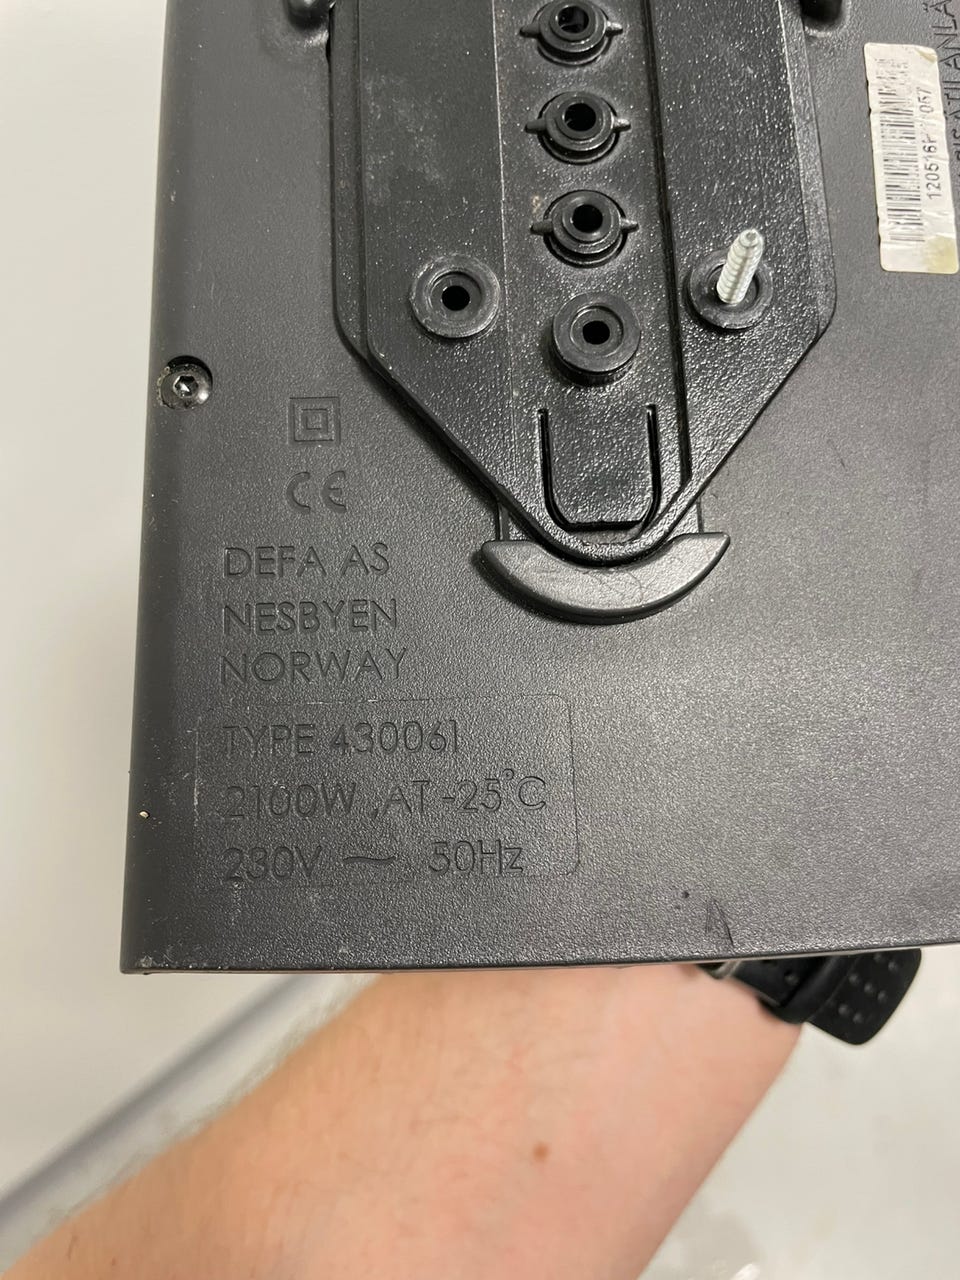 CE
DEFA AS
NESBYEN
NORWAY
TYPE 430061
2100W ,AT -25°C
230V ~ 50Hz